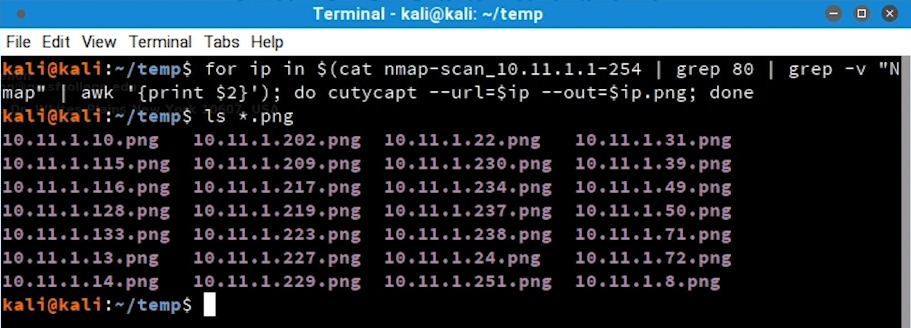 Terminal - kali@kali: ~/temp
File Edit View Terminal Tabs Help
kali@kali:~/temp$ for ip in $(cat nmap-scan_10.11.1.1-254 | grep 80 | grep -v "N
map" | awk '{print $2}'); do cutycapt --url=$ip --out=$ip.png; done
kali@kali:~/temp$ ls *.png
10.11.1.10.png 10.11.1.202.png 10.11.1.22.png 10.11.1.31.png
10.11.1.115.png 10.11.1.209.png 10.11.1.230.png 10.11.1.39.png
10.11.1.116.png 10.11.1.217.png 10.11.1.234.png 10.11.1.49.png
10.11.1.128.png 10.11.1.219.png 10.11.1.237.png 10.11.1.50.png
10.11.1.133.png 10.11.1.223.png 10.11.1.238.png 10.11.1.71.png
10.11.1.13.png 10.11.1.227.png 10.11.1.24.png 10.11.1.72.png
10.11.1.14.png 10.11.1.229.png 10.11.1.251.png 10.11.1.8.png
kali@kali:~/temp$